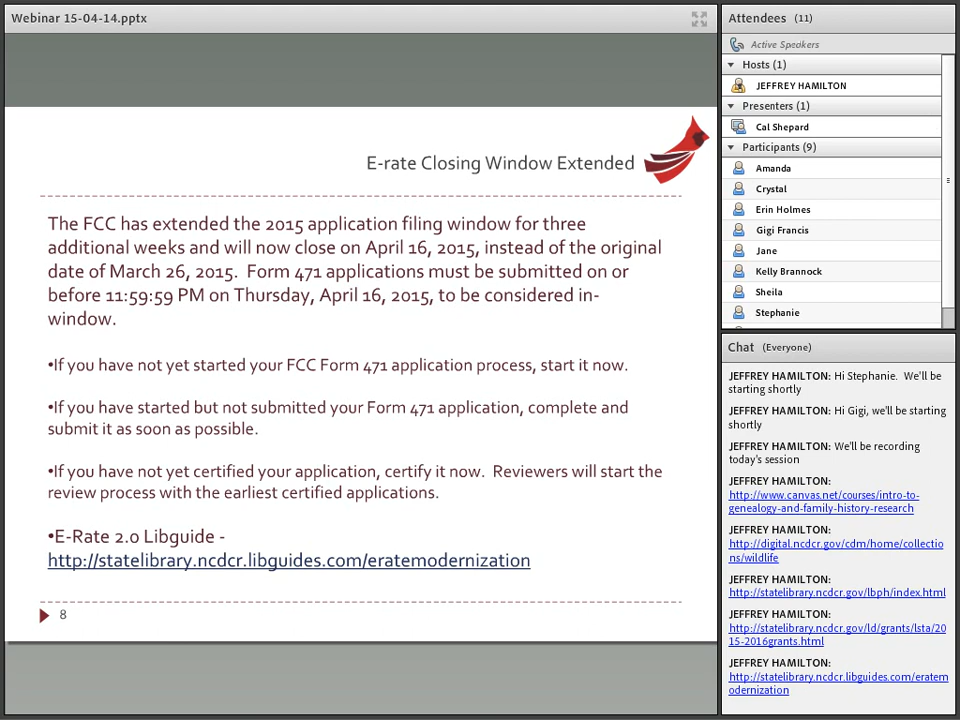 Webinar 15-04-14.pptx
E-rate Closing Window Extended
The FCC has extended the 2015 application filing window for three
additional weeks and will now close on April 16, 2015, instead of the original
date of March 26, 2015.  Form 471 applications must be submitted on or
before 11:59:59 PM on Thursday, April 16, 2015, to be considered in-
window.
•If you have not yet started your FCC Form 471 application process, start it now.
•If you have started but not submitted your Form 471 application, complete and
submit it as soon as possible.
•If you have not yet certified your application, certify it now.  Reviewers will start the
review process with the earliest certified applications.
•E-Rate 2.0 Libguide -
http://statelibrary.ncdcr.libguides.com/eratemodernization
8
Attendees (11)
Active Speakers
Hosts (1)
JEFFREY HAMILTON
Presenters (1)
Cal Shepard
Participants (9)
Amanda
Crystal
Erin Holmes
Gigi Francis
Jane
Kelly Brannock
Sheila
Stephanie
Chat (Everyone)
JEFFREY HAMILTON: Hi Stephanie.  We'll be
starting shortly
JEFFREY HAMILTON: Hi Gigi, we'll be starting
shortly
JEFFREY HAMILTON: We'll be recording
today's session
JEFFREY HAMILTON:
http://www.canvas.net/courses/intro-to-
genealogy-and-family-history-research
JEFFREY HAMILTON:
http://digital.ncdcr.gov/cdm/home/collectio
ns/wildlife
JEFFREY HAMILTON:
http://statelibrary.ncdcr.gov/lbph/index.html
JEFFREY HAMILTON:
http://statelibrary.ncdcr.gov/ld/grants/lsta/20
15-2016grants.html
JEFFREY HAMILTON:
http://statelibrary.ncdcr.libguides.com/eratem
odernization